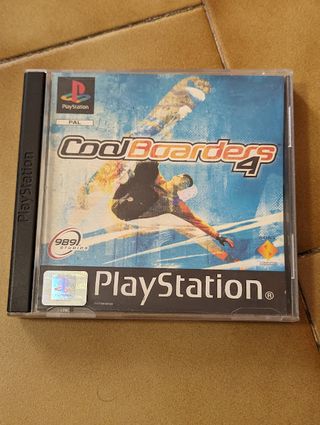 PlayStation
PlayStation
PAL
CoolBoarders
4
989
STUDIOS
PlayStation®